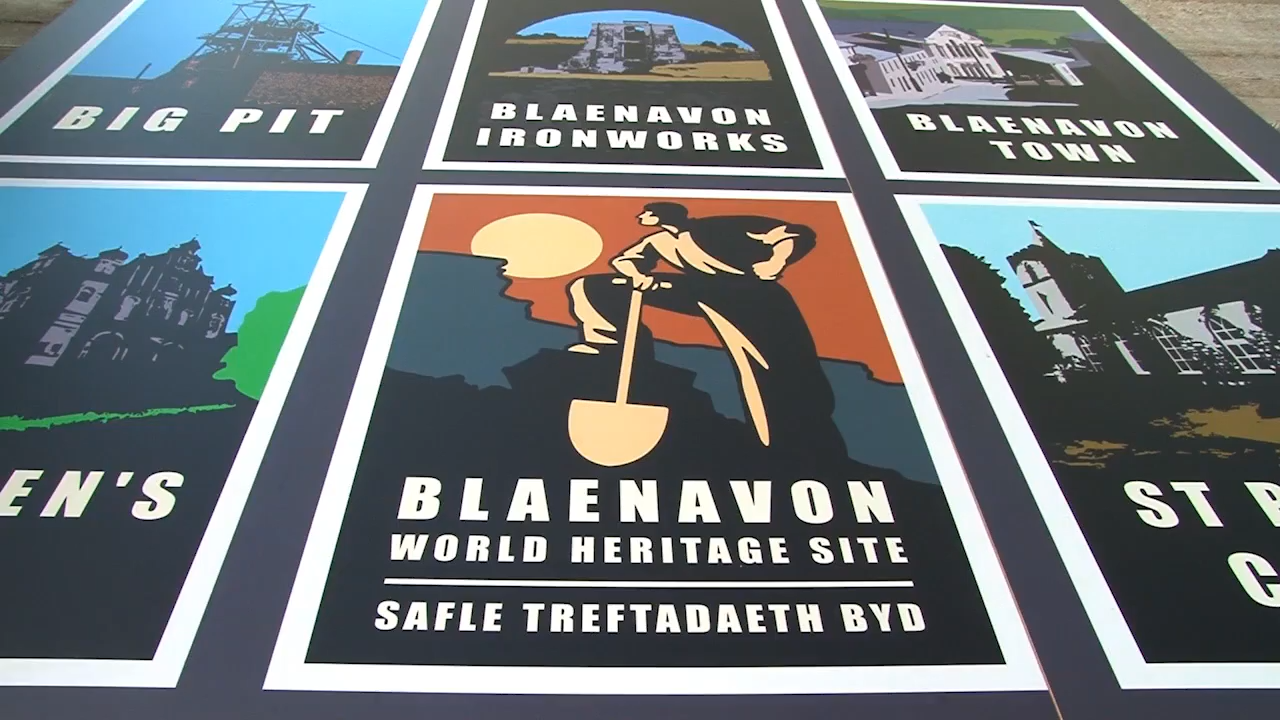 BIG PIT
BLAENAVON
IRONWORKS
BLAENAVON
TOWN
EN'S
BLAENAVON
WORLD HERITAGE SITE
SAFLE TREFTADAETH BYD
ST